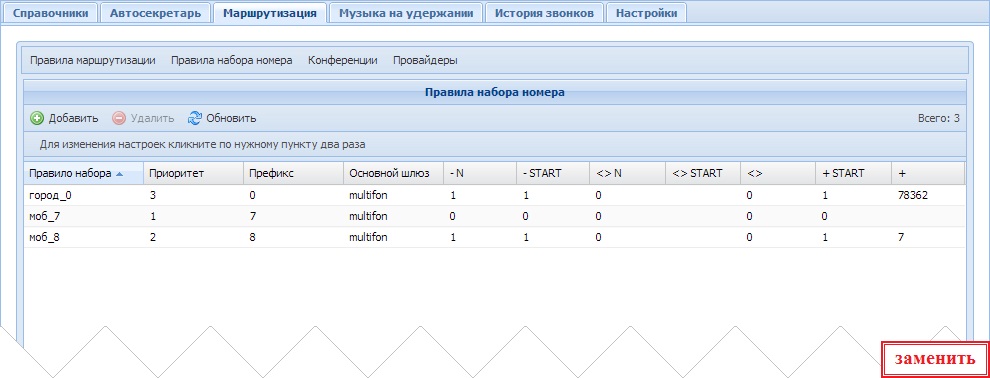 Справочники Автосекретарь Маршрутизация Музыка на удержании История звонков Настройки
Правила маршрутизации Правила набора номера Конференции Провайдеры
Правила набора номера
Добавить Удалить Обновить Всего: 3
Для изменения настроек кликните по нужному пункту два раза
Правило набора Приоритет Префикс Основной шлюз - N - START <> N <> START <> + START +
город_0 3 0 multifon 1 1 0 0 1 78362
моб_7 1 7 multifon 0 0 0 0 0
моб_8 2 8 multifon 1 1 0 0 1 7
заменить